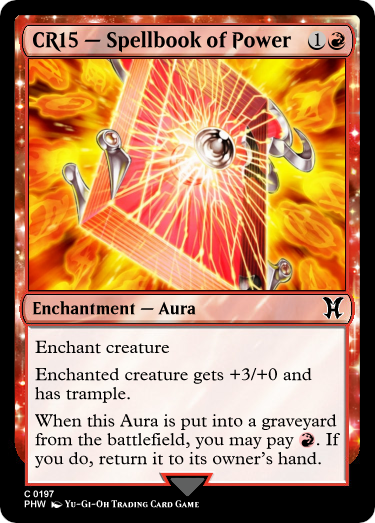 CR15 — Spellbook of Power 1
Enchantment — Aura
Enchant creature
Enchanted creature gets +3/+0 and
has trample.
When this Aura is put into a graveyard
from the battlefield, you may pay . If
you do, return it to its owner's hand.
C 0197
PHW Yu-Gi-Oh Trading Card Game